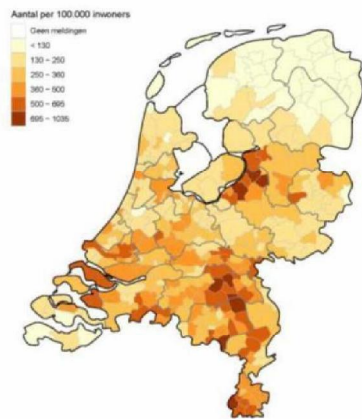 Aantal per 100.000 inwoners
Geen meldingen
< 130
130 - 250
250 - 360
360 - 500
500 - 695
695 - 1035